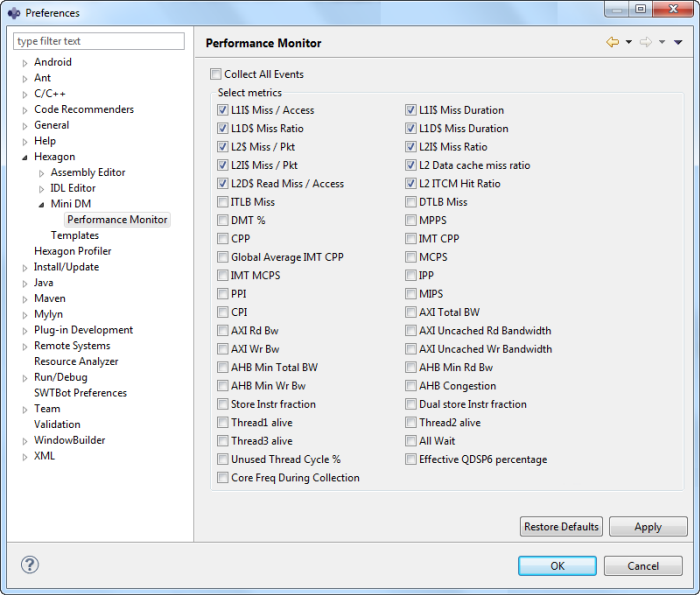 Preferences
type filter text
Android
Ant
C/C++
Code Recommenders
General
Help
Hexagon
Assembly Editor
IDL Editor
Mini DM
Performance Monitor
Templates
Hexagon Profiler
Install/Update
Java
Maven
Mylyn
Plug-in Development
Remote Systems
Resource Analyzer
Run/Debug
SWTBot Preferences
Team
Validation
WindowBuilder
XML
Performance Monitor
Collect All Events
Select metrics
L1I$ Miss / Access L1I$ Miss Duration
L1D$ Miss Ratio L1D$ Miss Duration
L2$ Miss / Pkt L2I$ Miss Ratio
L2I$ Miss / Pkt L2 Data cache miss ratio
L2D$ Read Miss / Access L2 ITCM Hit Ratio
ITLB Miss DTLB Miss
DMT % MPPS
CPP IMT CPP
Global Average IMT CPP MCPS
IMT MCPS IPP
PPI MIPS
CPI AXI Total BW
AXI Rd Bw AXI Uncached Rd Bandwidth
AXI Wr Bw AXI Uncached Wr Bandwidth
AHB Min Total BW AHB Min Rd Bw
AHB Min Wr Bw AHB Congestion
Store Instr fraction Dual store Instr fraction
Thread1 alive Thread2 alive
Thread3 alive All Wait
Unused Thread Cycle % Effective QDSP6 percentage
Core Freq During Collection
Restore Defaults Apply
? OK Cancel